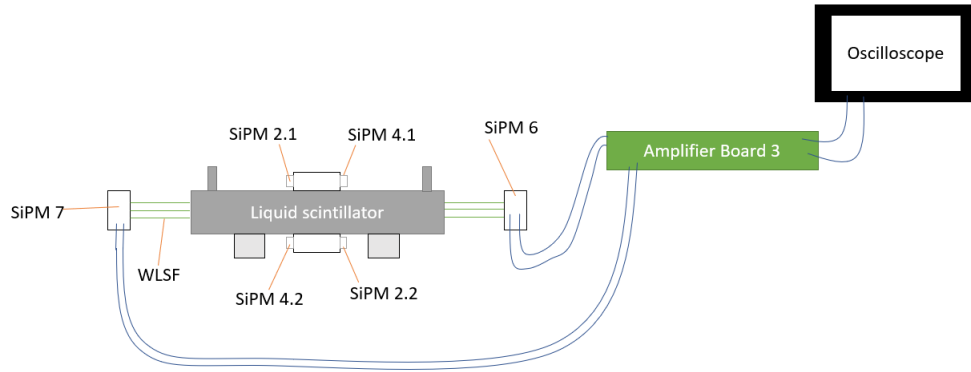 Oscilloscope
SiPM 2.1
SiPM 4.1
SiPM 6
Amplifier Board 3
SiPM 7
Liquid scintillator
WLSF
SiPM 4.2
SiPM 2.2